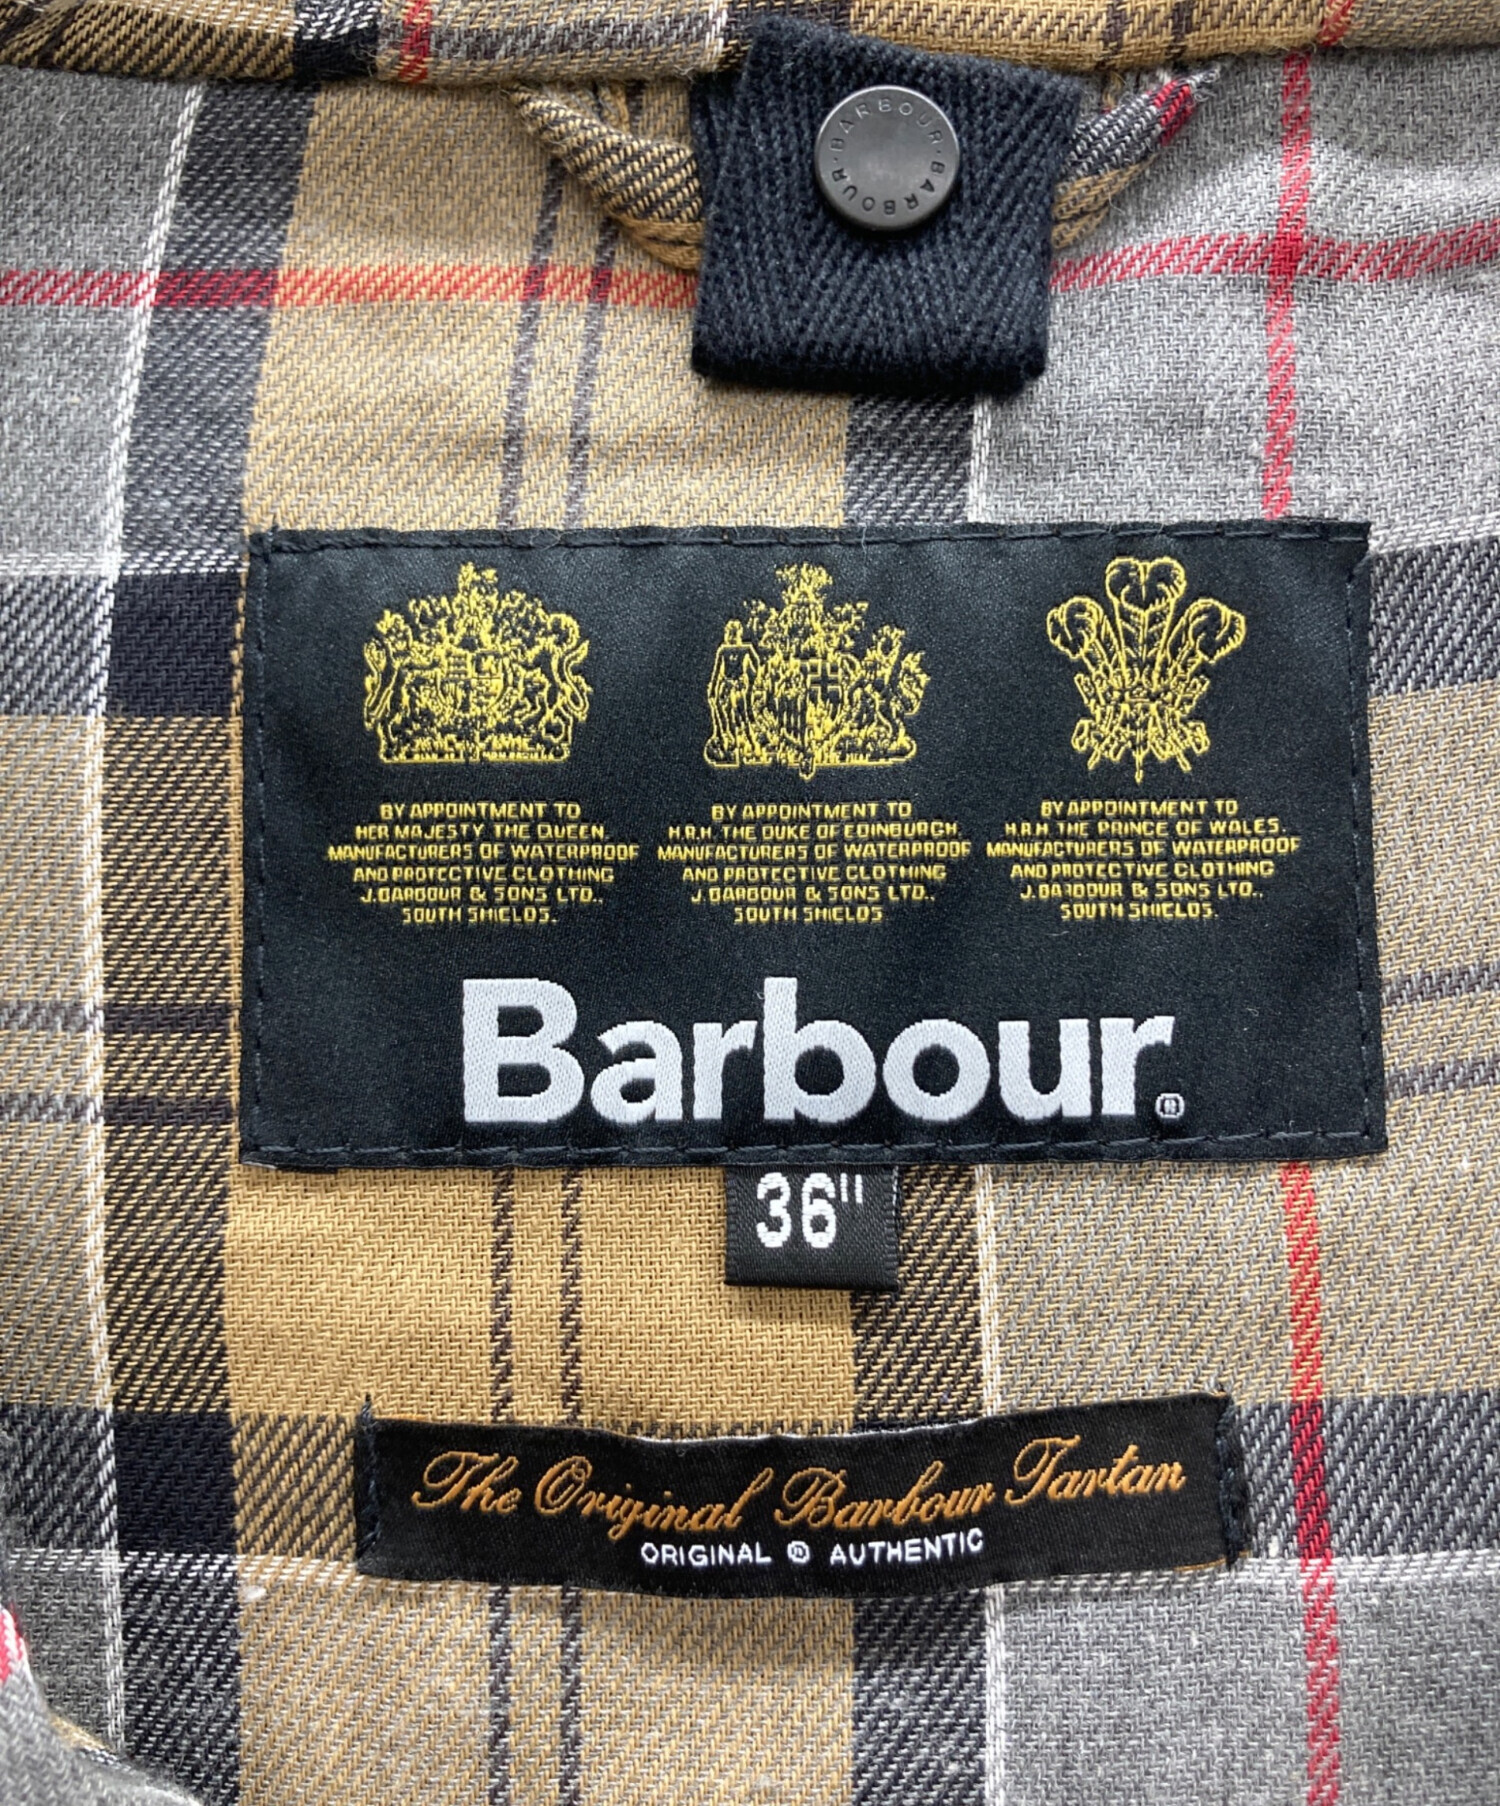 BARBOUR · BARBOUR · BARBOUR ·
BY APPOINTMENT TO
HER MAJESTY THE QUEEN.
MANUFACTURERS OF WATERPROOF
AND PROTECTIVE CLOTHING
J. BARBOUR & SONS LTD.,
SOUTH SHIELDS.
BY APPOINTMENT TO
H.R.H. THE DUKE OF EDINBURGH.
MANUFACTURERS OF WATERPROOF
AND PROTECTIVE CLOTHING
J. BARBOUR & SONS LTD.,
SOUTH SHIELDS.
BY APPOINTMENT TO
H.R.H. THE PRINCE OF WALES.
MANUFACTURERS OF WATERPROOF
AND PROTECTIVE CLOTHING
J. BARBOUR & SONS LTD.,
SOUTH SHIELDS.
Barbour®
36"
The Original Barbour Tartan
ORIGINAL ® AUTHENTIC